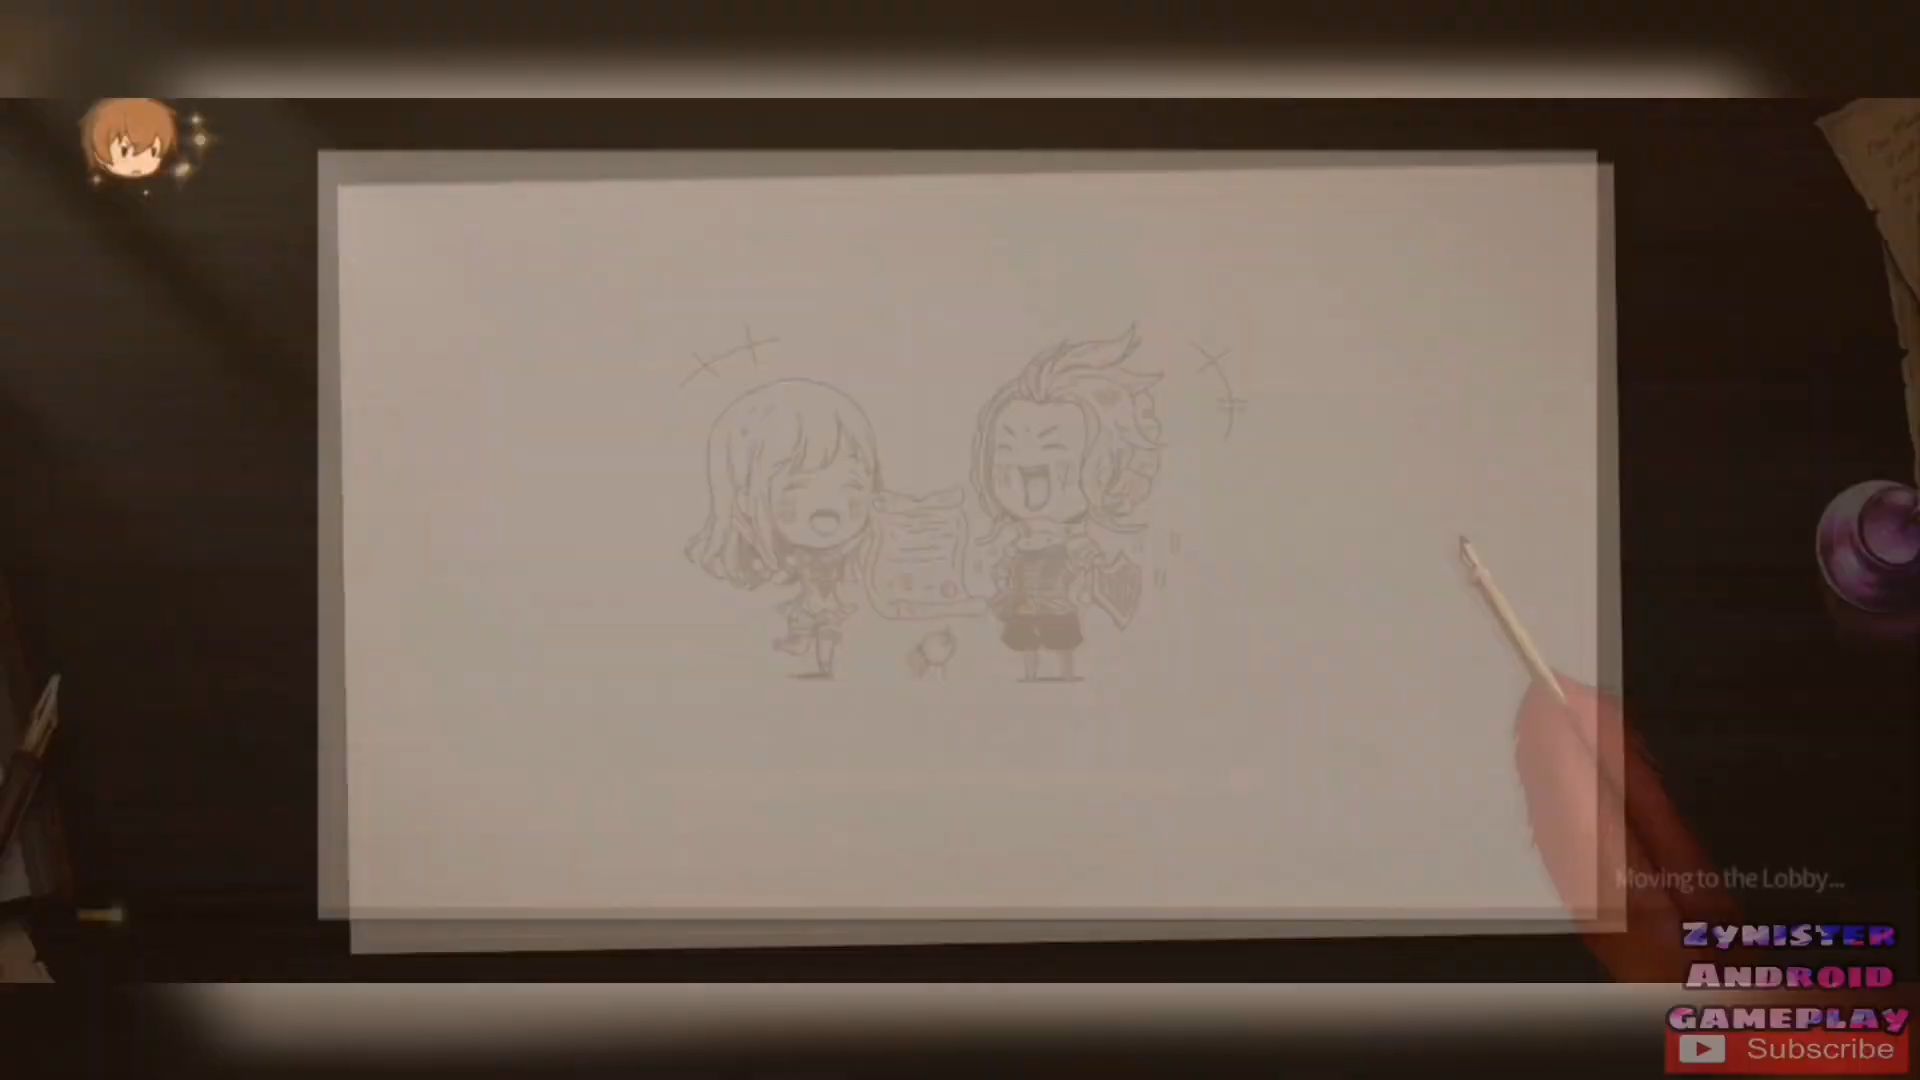 Moving to the Lobby...
Zynister
Android
Gameplay
Subscribe